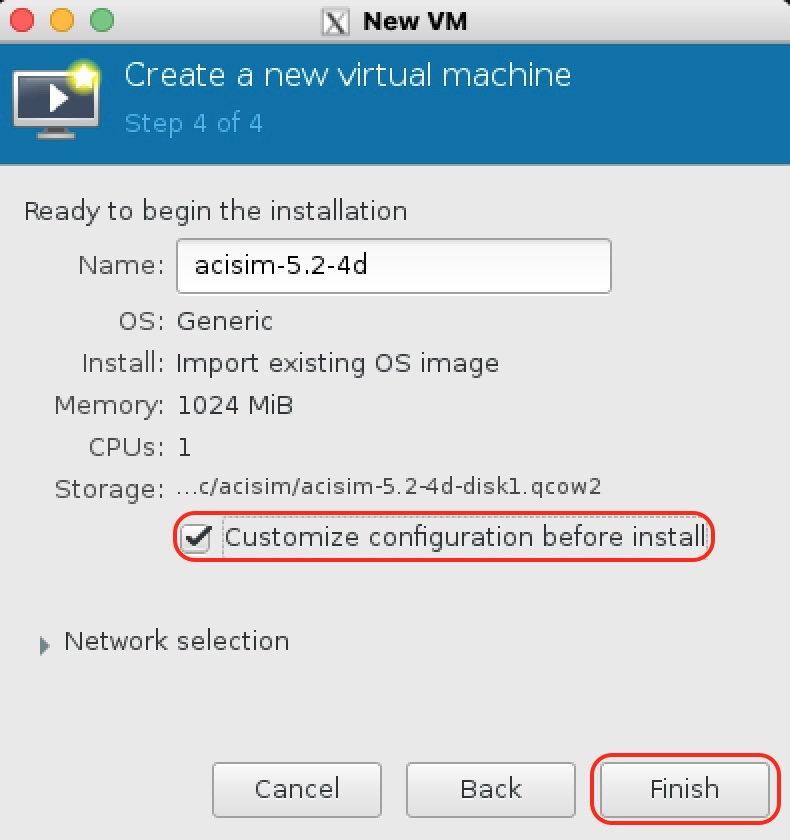 New VM
Create a new virtual machine
Step 4 of 4
Ready to begin the installation
Name: acisim-5.2-4d
OS: Generic
Install: Import existing OS image
Memory: 1024 MiB
CPUs: 1
Storage: ...c/acisim/acisim-5.2-4d-disk1.qcow2
Customize configuration before install
Network selection
Cancel Back Finish